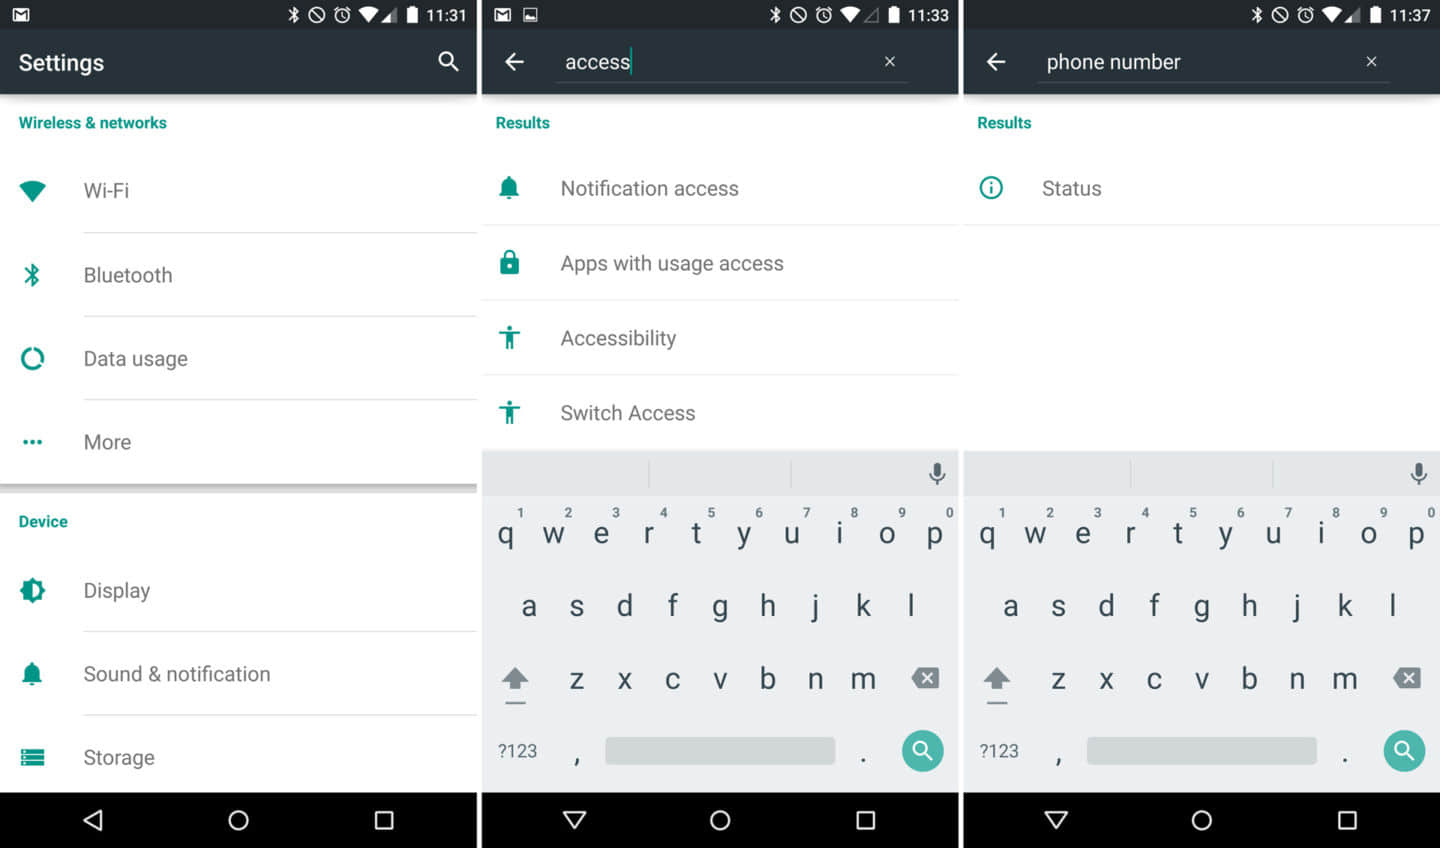 11:31
Settings
Wireless & networks
Wi-Fi
Bluetooth
Data usage
More
Device
Display
Sound & notification
Storage
11:33
access
Results
Notification access
Apps with usage access
Accessibility
Switch Access
1 2 3 4 5 6 7 8 9 0
q w e r t y u i o p
a s d f g h j k l
z x c v b n m
?123 , .
11:37
phone number
Results
Status
1 2 3 4 5 6 7 8 9 0
q w e r t y u i o p
a s d f g h j k l
z x c v b n m
?123 , .